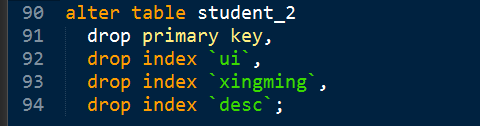 90 alter table student_2
91 drop primary key,
92 drop index `ui`,
93 drop index `xingming`,
94 drop index `desc`;